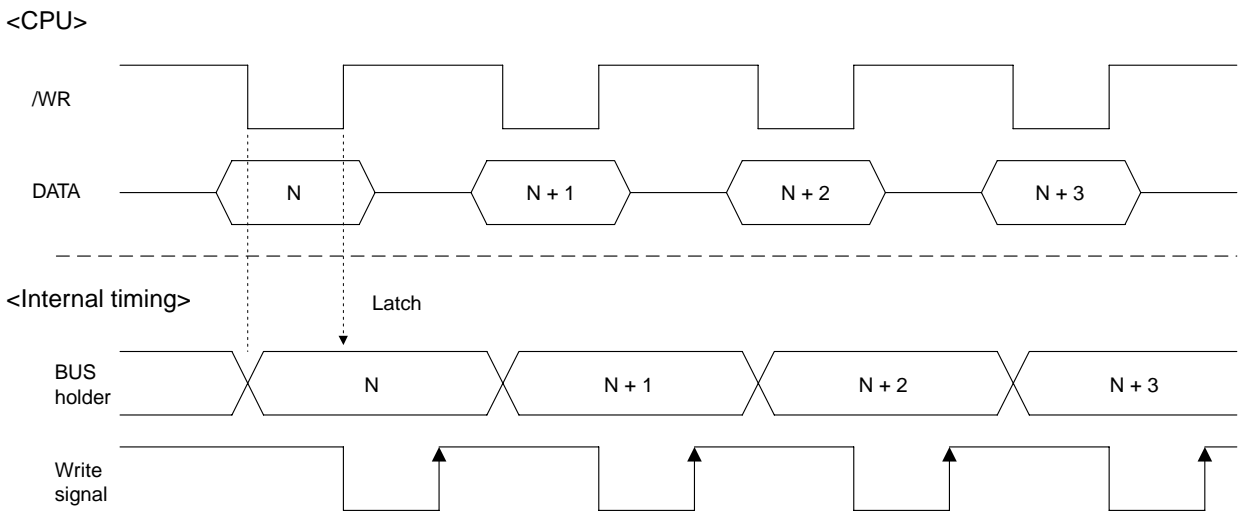 <CPU>
/WR
DATA
N
N + 1
N + 2
N + 3
<Internal timing>
Latch
BUS
holder
N
N + 1
N + 2
N + 3
Write
signal